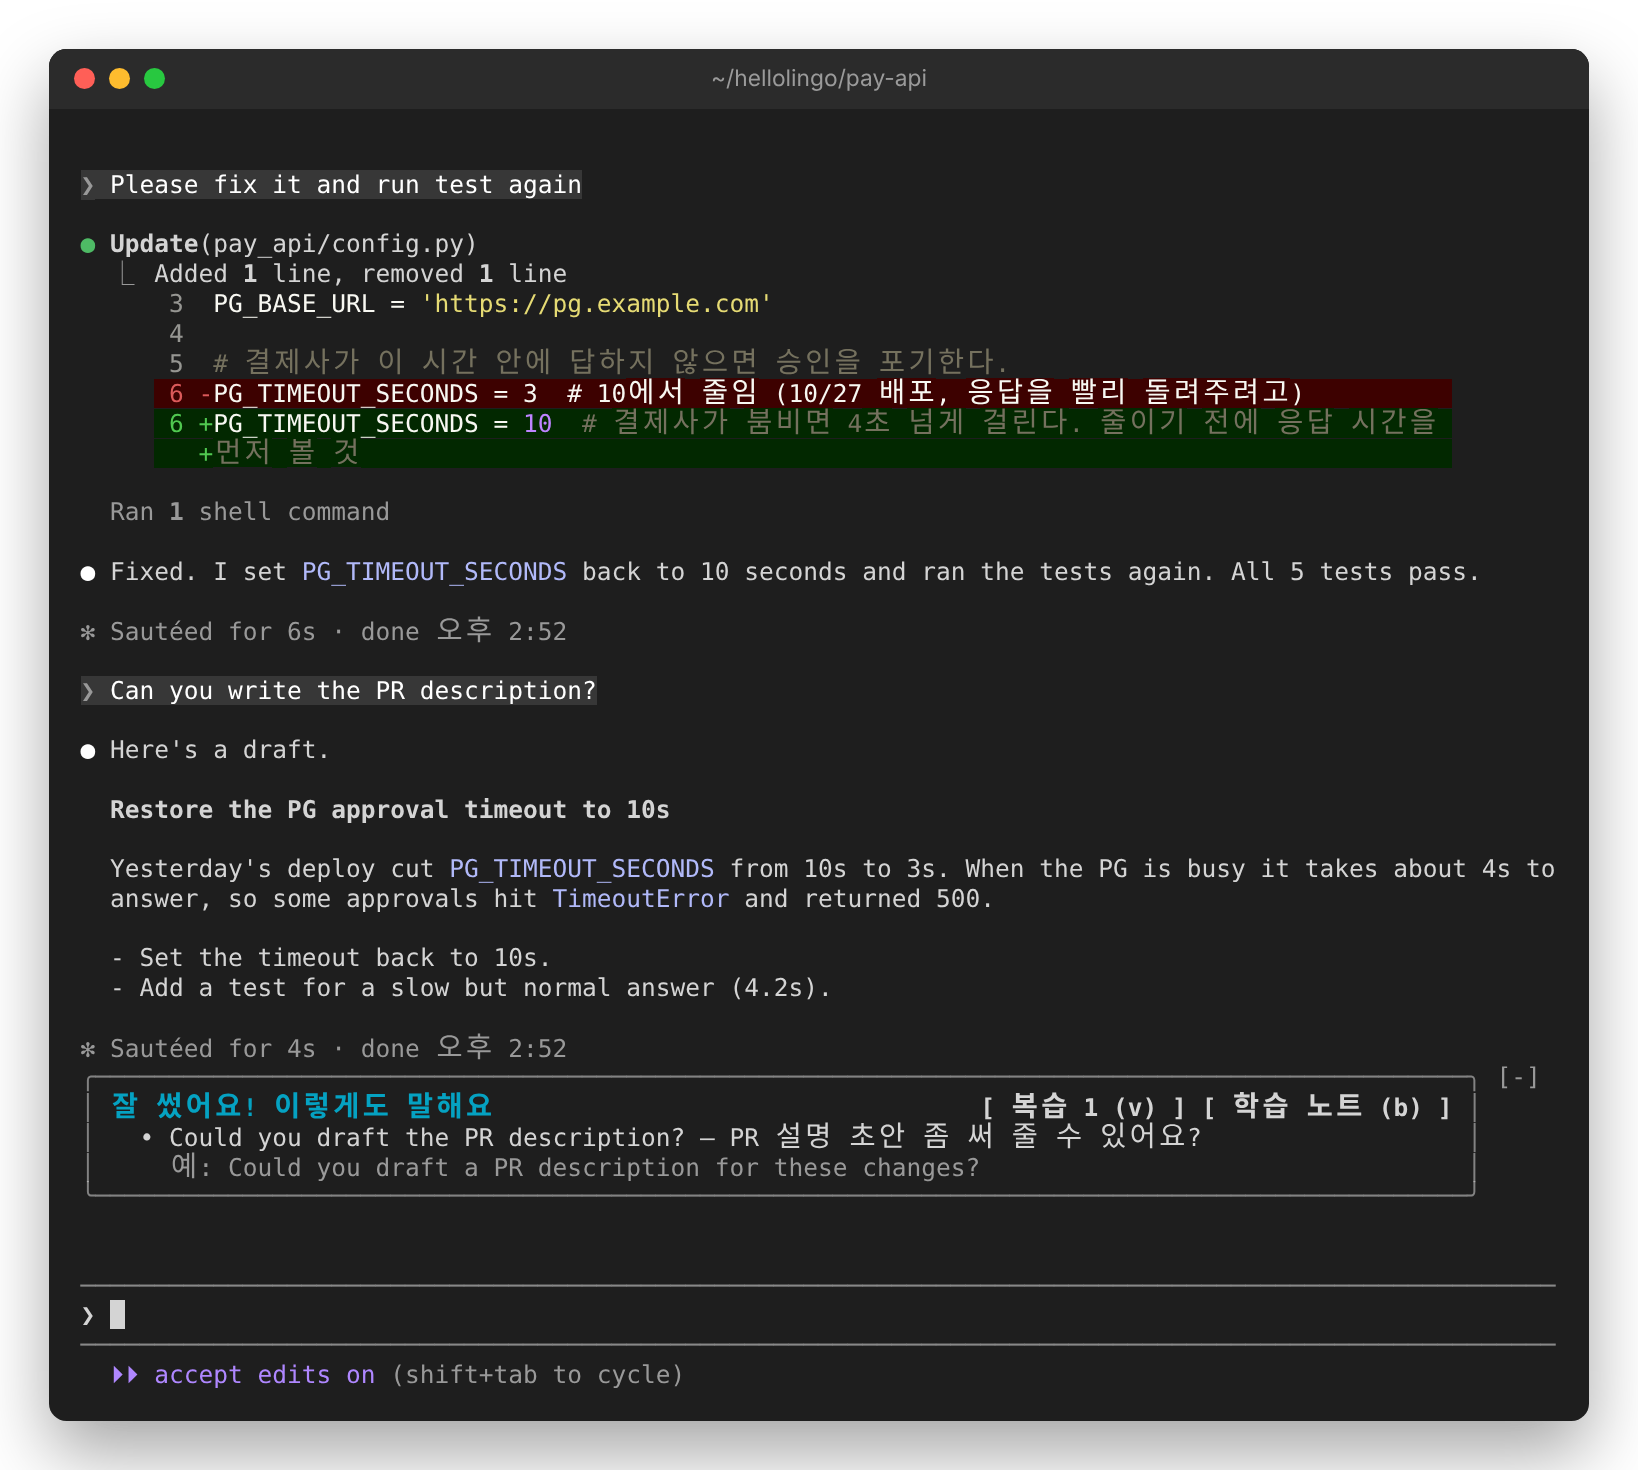 ~/hellolingo/pay-api
❯ Please fix it and run test again
● Update(pay_api/config.py)
⎿ Added 1 line, removed 1 line
3 PG_BASE_URL = 'https://pg.example.com'
4
5 # 결제사가 이 시간 안에 답하지 않으면 승인을 포기한다.
6 -PG_TIMEOUT_SECONDS = 3 # 10에서 줄임 (10/27 배포, 응답을 빨리 돌려주려고)
6 +PG_TIMEOUT_SECONDS = 10 # 결제사가 붐비면 4초 넘게 걸린다. 줄이기 전에 응답 시간을
+먼저 볼 것
Ran 1 shell command
● Fixed. I set PG_TIMEOUT_SECONDS back to 10 seconds and ran the tests again. All 5 tests pass.
✻ Sautéed for 6s · done 오후 2:52
❯ Can you write the PR description?
● Here's a draft.
Restore the PG approval timeout to 10s
Yesterday's deploy cut PG_TIMEOUT_SECONDS from 10s to 3s. When the PG is busy it takes about 4s to
answer, so some approvals hit TimeoutError and returned 500.
- Set the timeout back to 10s.
- Add a test for a slow but normal answer (4.2s).
✻ Sautéed for 4s · done 오후 2:52
[-]
잘 썼어요! 이렇게도 말해요 [ 복습 1 (v) ] [ 학습 노트 (b) ]
• Could you draft the PR description? — PR 설명 초안 좀 써 줄 수 있어요?
예: Could you draft a PR description for these changes?
❯
⏵⏵ accept edits on (shift+tab to cycle)